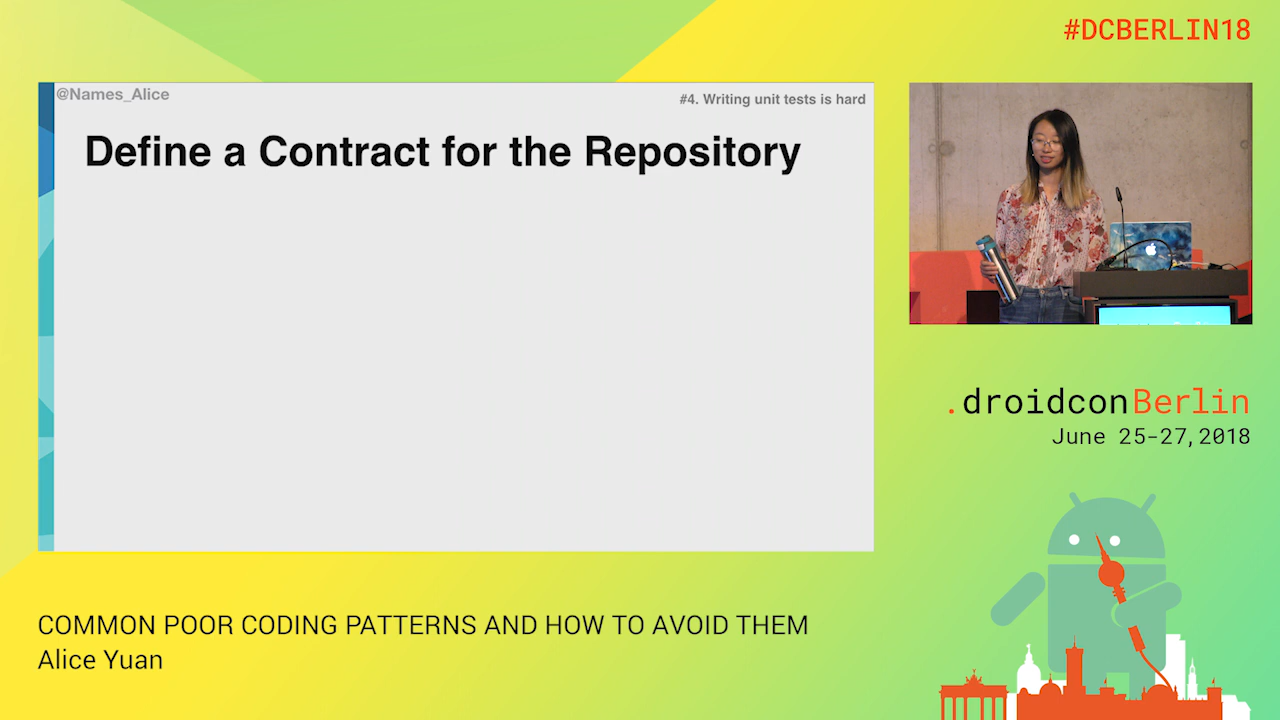 #DCBERLIN18
@Names_Alice
#4. Writing unit tests is hard
Define a Contract for the Repository
.droidconBerlin
June 25-27, 2018
COMMON POOR CODING PATTERNS AND HOW TO AVOID THEM
Alice Yuan